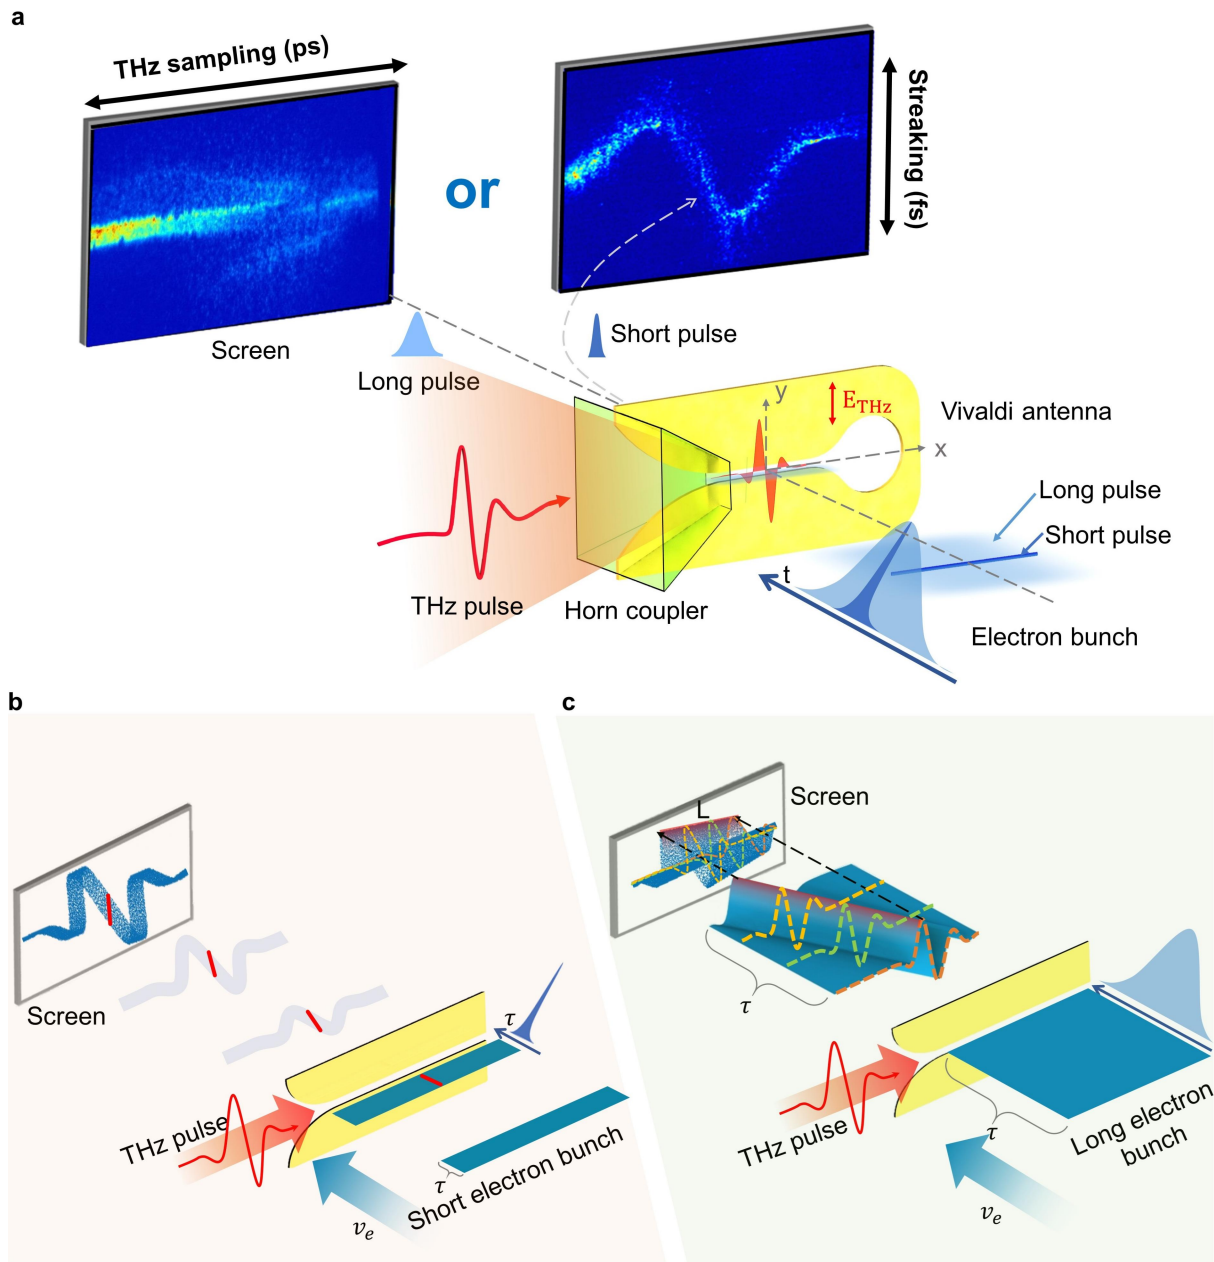 a
THz sampling (ps)
or
Streaking (fs)
Screen
Long pulse
Short pulse
y
E_THz
Vivaldi antenna
x
Long pulse
Short pulse
t
THz pulse
Horn coupler
Electron bunch
b
Screen
τ
THz pulse
τ
Short electron bunch
v_e
c
L
Screen
τ
THz pulse
τ
Long electron
bunch
v_e